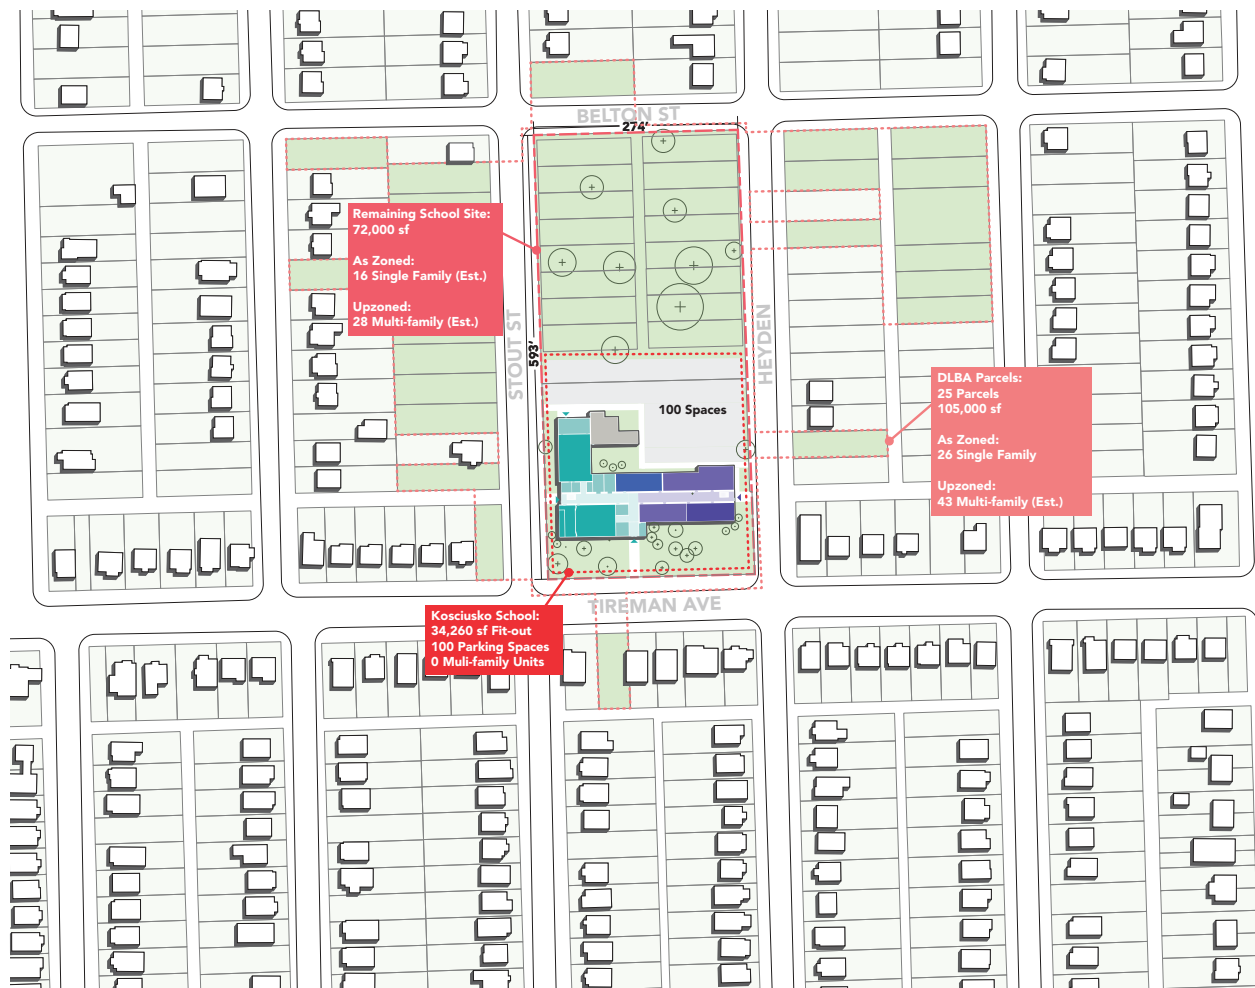 BELTON ST
274'
Remaining School Site:
72,000 sf
As Zoned:
16 Single Family (Est.)
Upzoned:
28 Multi-family (Est.)
STOUT ST
593'
HEYDEN
100 Spaces
DLBA Parcels:
25 Parcels
105,000 sf
As Zoned:
26 Single Family
Upzoned:
43 Multi-family (Est.)
TIREMAN AVE
Kosciusko School:
34,260 sf Fit-out
100 Parking Spaces
0 Muli-family Units